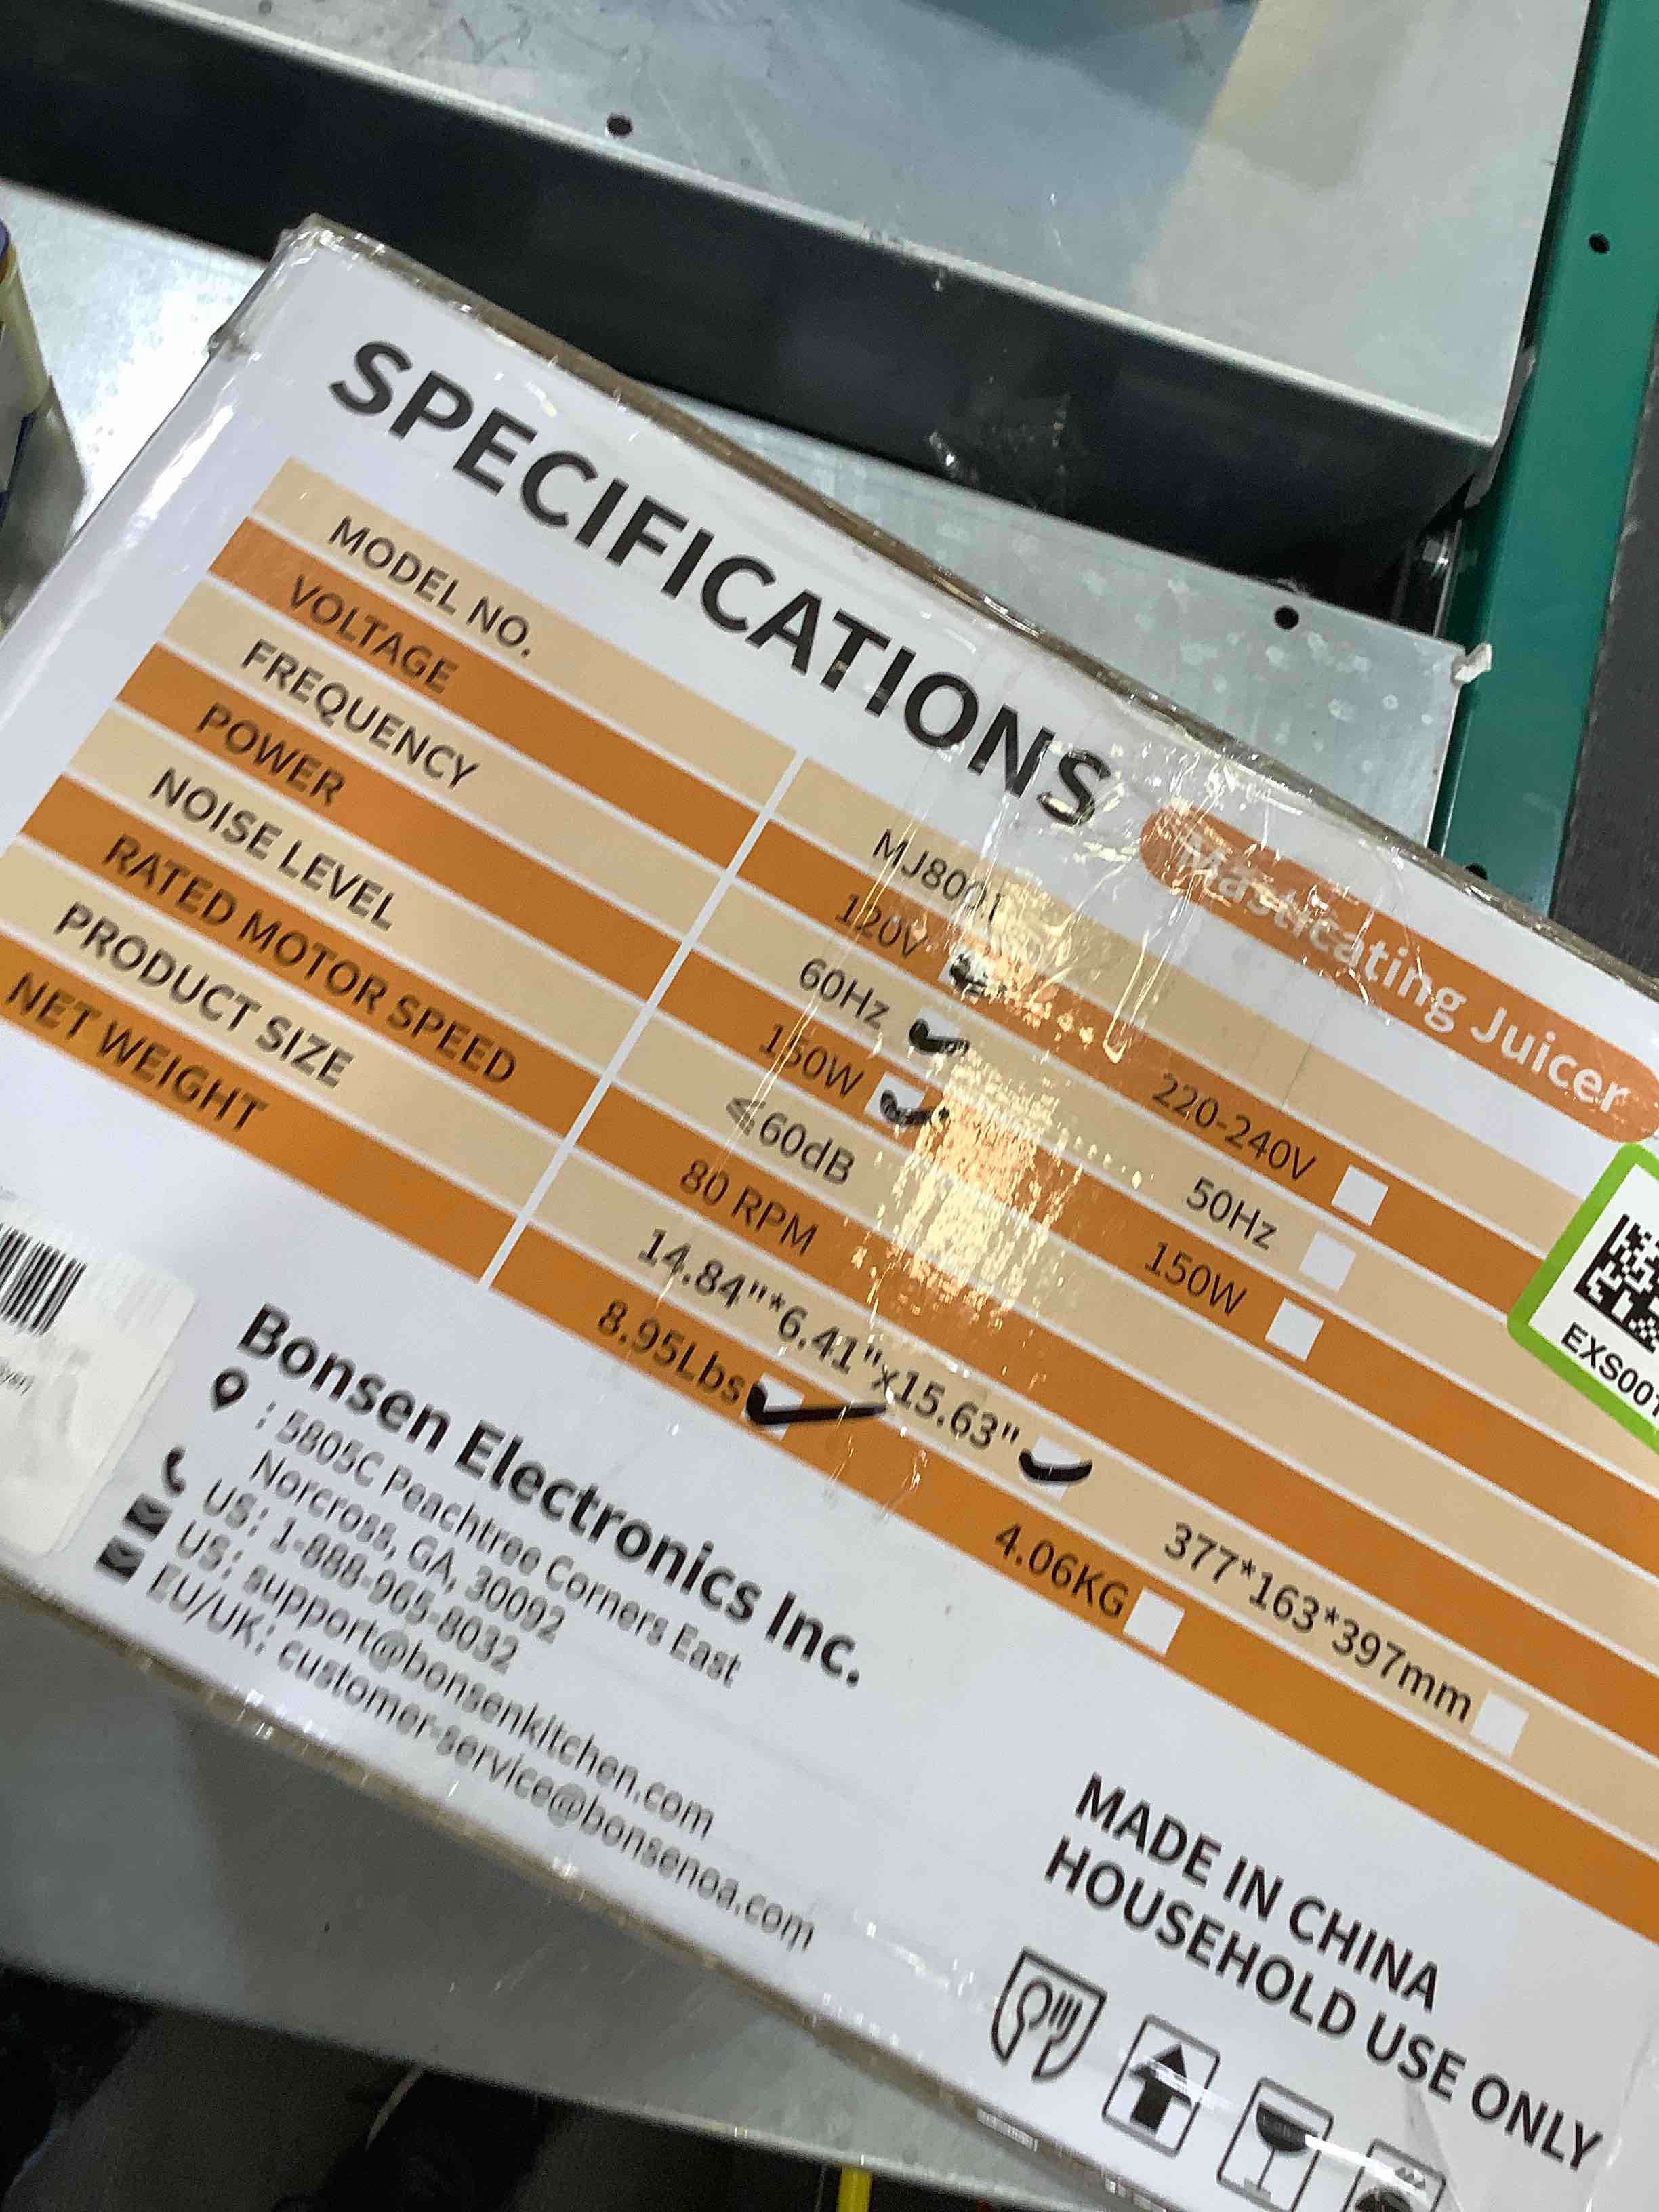 SPECIFICATIONS
Masticating Juicer
MODEL NO. MJ8001
VOLTAGE 120V 220-240V
FREQUENCY 60Hz 50Hz
POWER 150W 150W
NOISE LEVEL ≤60dB
RATED MOTOR SPEED 80 RPM
PRODUCT SIZE 14.84"*6.41"x15.63" 377*163*397mm
NET WEIGHT 8.95Lbs 4.06KG
Bonsen Electronics Inc.
: 5805C Peachtree Corners East
Norcross, GA, 30092
US: 1-888-965-8032
US: support@bonsenkitchen.com
EU/UK: customer-service@bonsenoa.com
MADE IN CHINA
HOUSEHOLD USE ONLY
EXS001